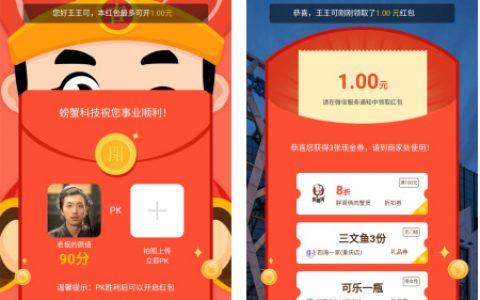 您好王王可，本红包最多可开1.00元
螃蟹科技祝您事业顺利！
開
PK
老板的颜值
90分
拍照上传
立即PK
温馨提示：PK胜利后可以开启红包
恭喜，王王可刚刚领取了1.00 元红包
1.00元
请在微信服务通知中领取红包
恭喜您获得3张现金券，请到商家处使用！
满100元
8折
胖哥俩肉蟹煲
折扣券
三文鱼3份
四海一家(重庆店)
礼品券
可乐一瓶